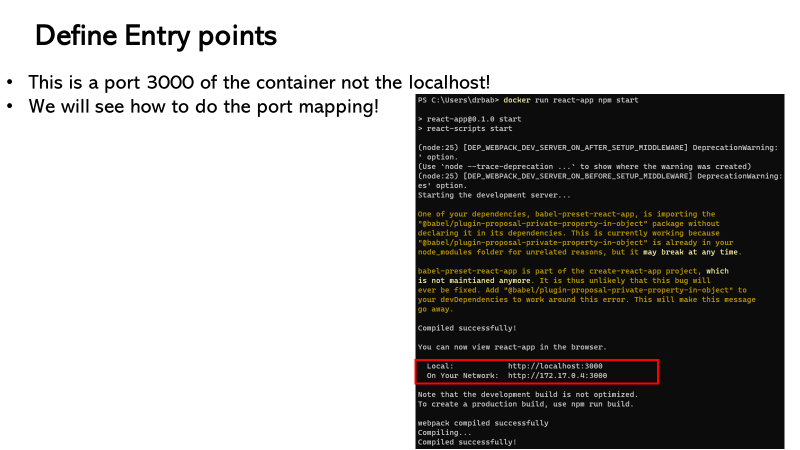 Define Entry points
• This is a port 3000 of the container not the localhost!
• We will see how to do the port mapping!
PS C:\Users\drbab> docker run react-app npm start
> react-app@0.1.0 start
> react-scripts start
(node:25) [DEP_WEBPACK_DEV_SERVER_ON_AFTER_SETUP_MIDDLEWARE] DeprecationWarning:
' option.
(Use `node --trace-deprecation ...` to show where the warning was created)
(node:25) [DEP_WEBPACK_DEV_SERVER_ON_BEFORE_SETUP_MIDDLEWARE] DeprecationWarning:
es' option.
Starting the development server...
One of your dependencies, babel-preset-react-app, is importing the
"@babel/plugin-proposal-private-property-in-object" package without
declaring it in its dependencies. This is currently working because
"@babel/plugin-proposal-private-property-in-object" is already in your
node_modules folder for unrelated reasons, but it may break at any time.
babel-preset-react-app is part of the create-react-app project, which
is not maintianed anymore. It is thus unlikely that this bug will
ever be fixed. Add "@babel/plugin-proposal-private-property-in-object" to
your devDependencies to work around this error. This will make this message
go away.
Compiled successfully!
You can now view react-app in the browser.
Local: http://localhost:3000
On Your Network: http://172.17.0.4:3000
Note that the development build is not optimized.
To create a production build, use npm run build.
webpack compiled successfully
Compiling...
Compiled successfully!